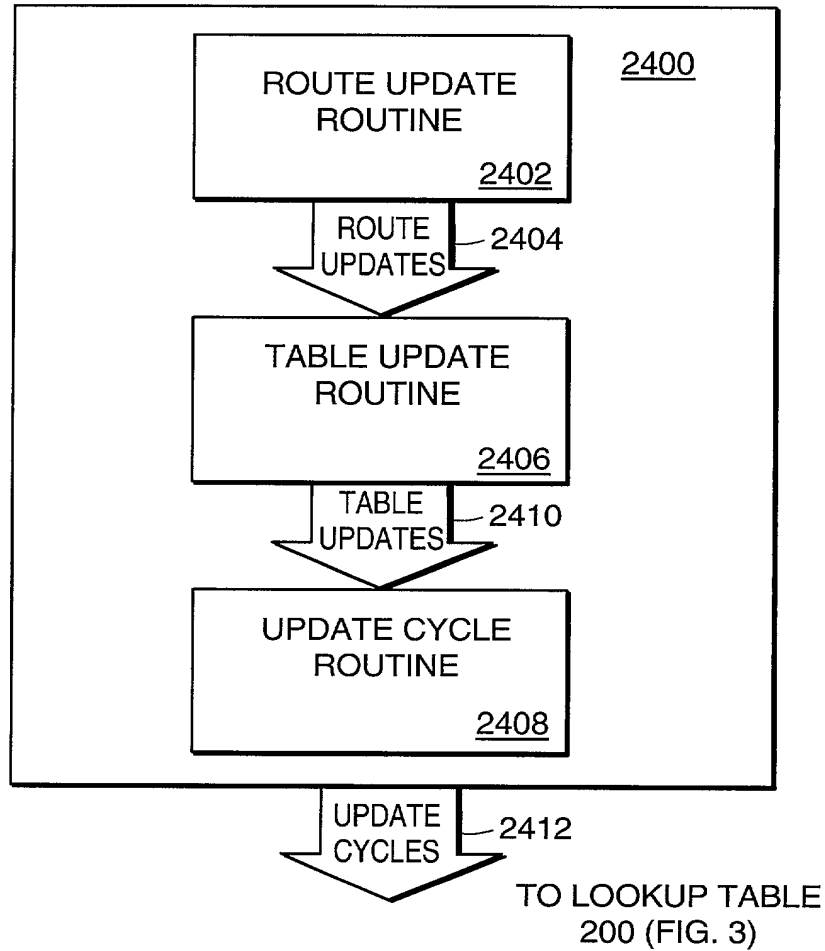 2400
ROUTE UPDATE
ROUTINE
2402
ROUTE
UPDATES
2404
TABLE UPDATE
ROUTINE
2406
TABLE
UPDATES
2410
UPDATE CYCLE
ROUTINE
2408
UPDATE
CYCLES
2412
TO LOOKUP TABLE
200 (FIG. 3)